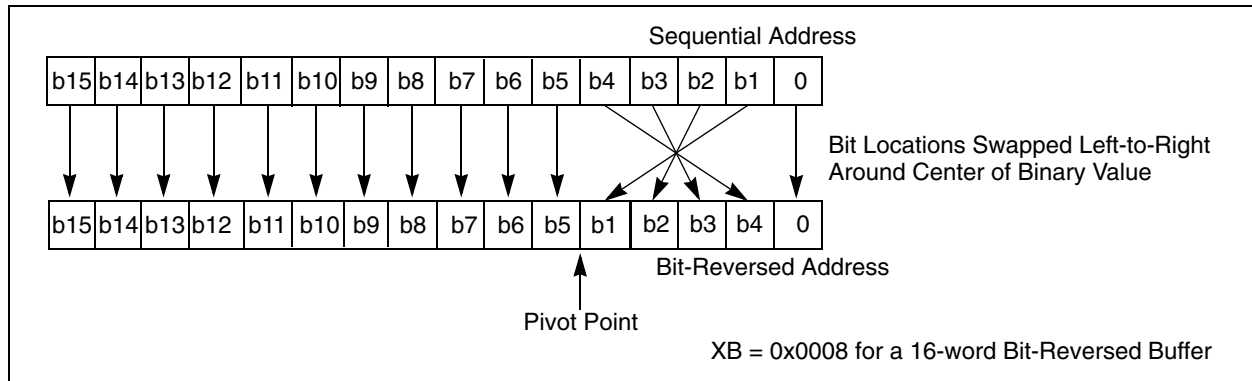 Sequential Address
b15 b14 b13 b12 b11 b10 b9 b8 b7 b6 b5 b4 b3 b2 b1 0
Bit Locations Swapped Left-to-Right
Around Center of Binary Value
b15 b14 b13 b12 b11 b10 b9 b8 b7 b6 b5 b1 b2 b3 b4 0
Bit-Reversed Address
Pivot Point
XB = 0x0008 for a 16-word Bit-Reversed Buffer